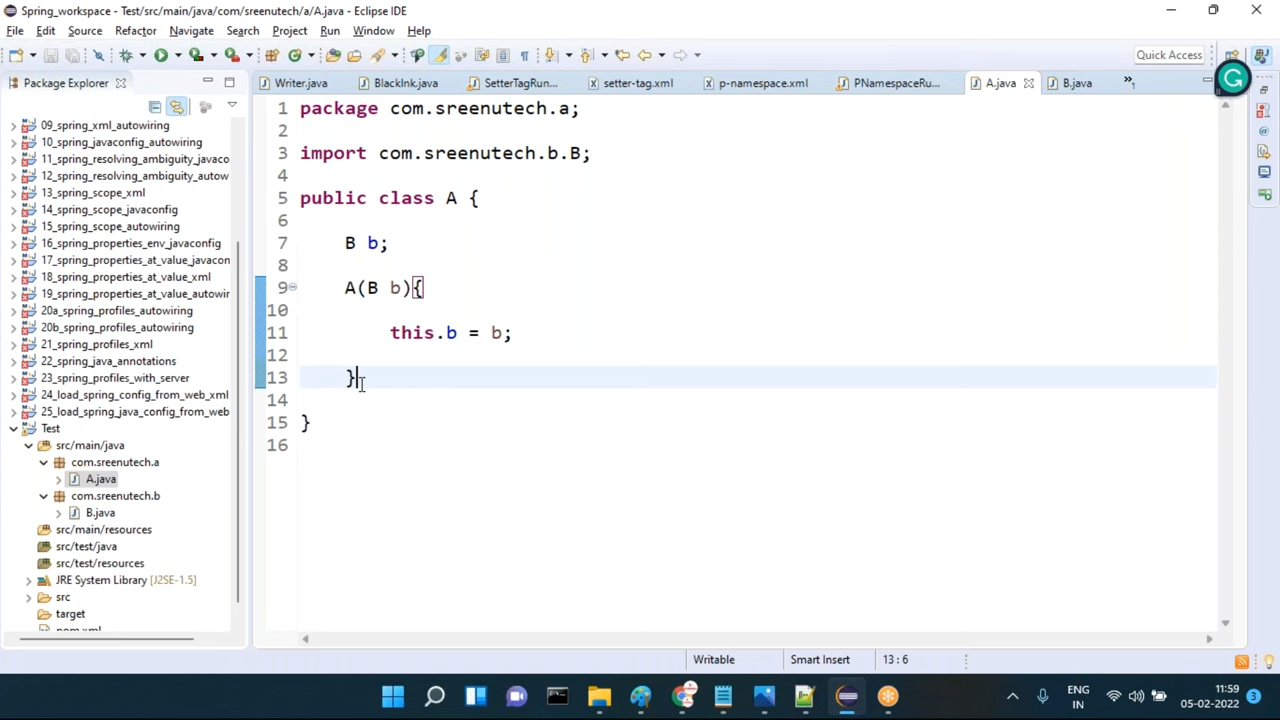 Spring_workspace - Test/src/main/java/com/sreenutech/a/A.java - Eclipse IDE
File Edit Source Refactor Navigate Search Project Run Window Help
Quick Access
Package Explorer
Writer.java BlackInk.java SetterTagRun... setter-tag.xml p-namespace.xml PNamespaceRu... A.java B.java »1
09_spring_xml_autowiring
10_spring_javaconfig_autowiring
11_spring_resolving_ambiguity_javaco
12_spring_resolving_ambiguity_autow
13_spring_scope_xml
14_spring_scope_javaconfig
15_spring_scope_autowiring
16_spring_properties_env_javaconfig
17_spring_properties_at_value_javaco
18_spring_properties_at_value_xml
19_spring_properties_at_value_autowir
20a_spring_profiles_autowiring
20b_spring_profiles_autowiring
21_spring_profiles_xml
22_spring_java_annotations
23_spring_profiles_with_server
24_load_spring_config_from_web_xml
25_load_spring_java_config_from_web
Test
src/main/java
com.sreenutech.a
A.java
com.sreenutech.b
B.java
src/main/resources
src/test/java
src/test/resources
JRE System Library [J2SE-1.5]
src
target
pom.xml
1 package com.sreenutech.a;
2
3 import com.sreenutech.b.B;
4
5 public class A {
6
7 B b;
8
9 A(B b){
10
11 this.b = b;
12
13 }
14
15 }
16
Writable Smart Insert 13 : 6
ENG
IN
11:59
05-02-2022
3